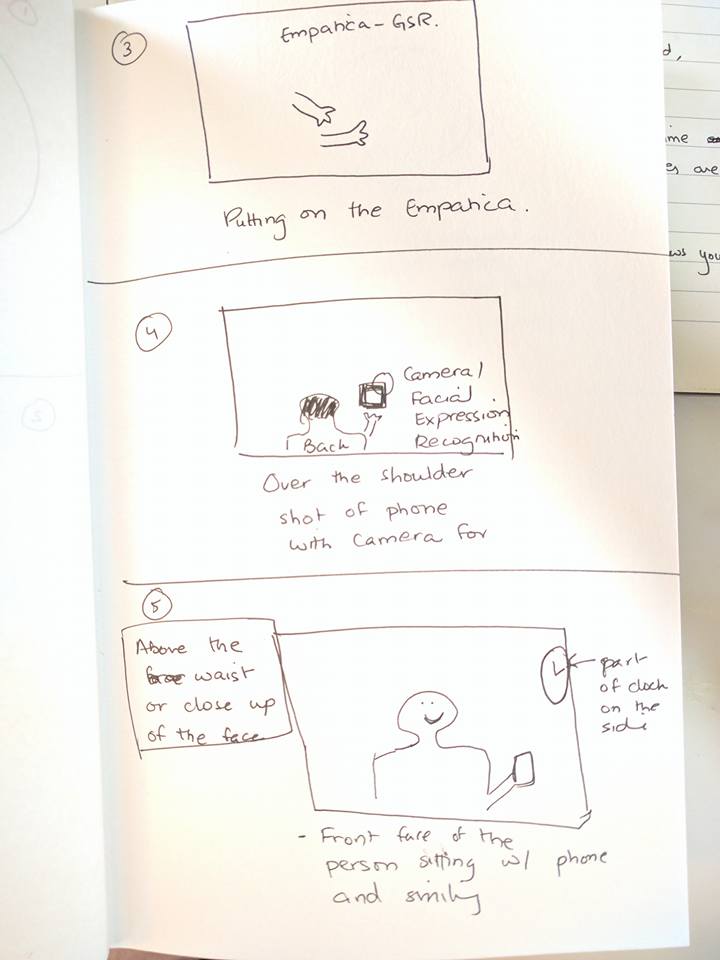 3
Empatica - GSR.
Putting on the Empatica.
4
Camera/
Facial
Expression
Recognition
Back
Over the shoulder
shot of phone
with camera for
5
Above the
waist
or close up
of the face
part
of clock
on the
side
- Front face of the
person sitting w/ phone
and smiling
d,
me
es are
ws you